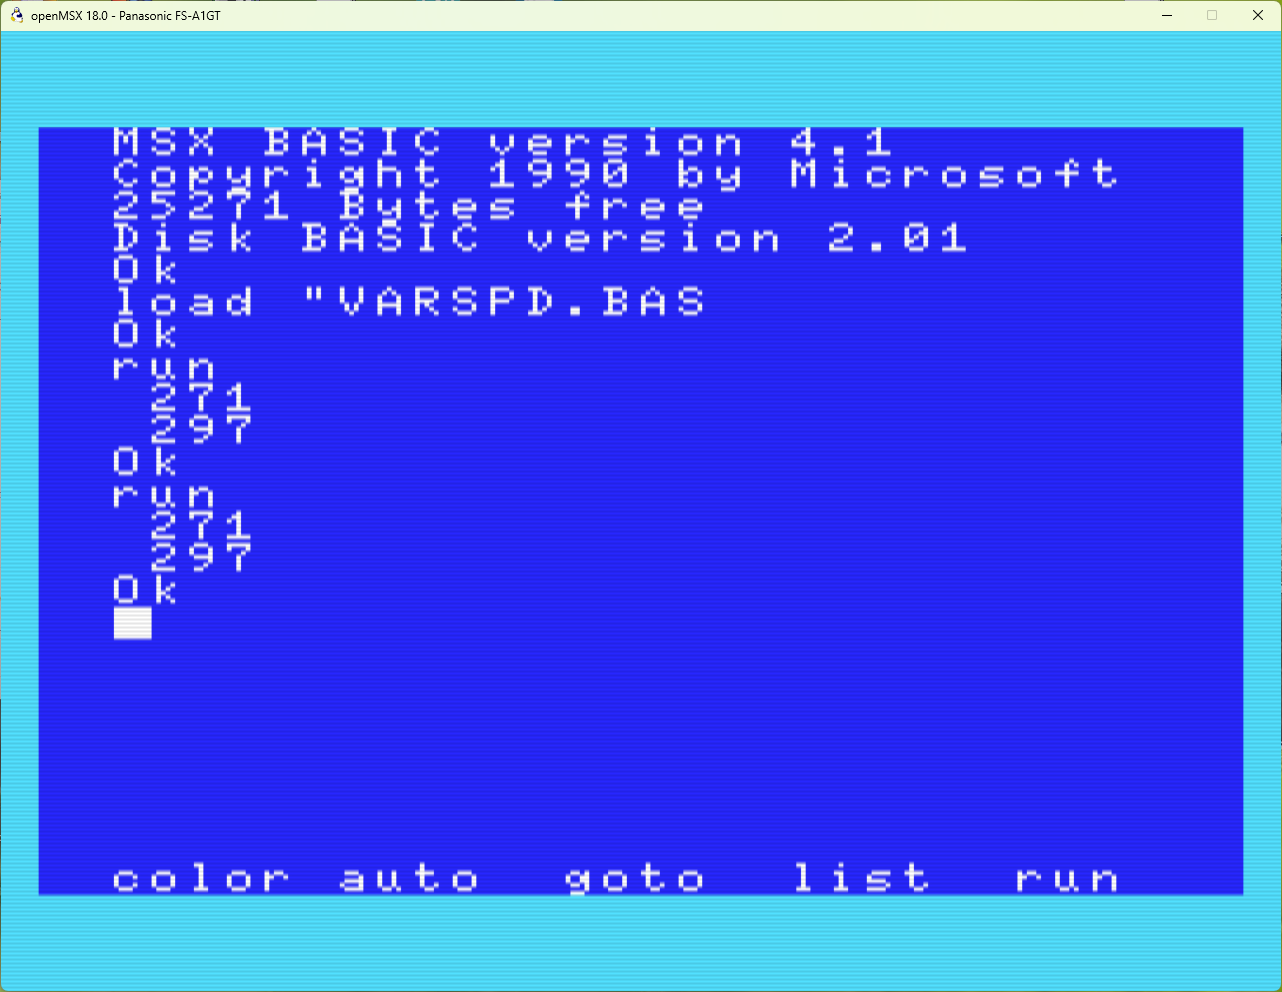 openMSX 18.0 - Panasonic FS-A1GT
MSX BASIC version 4.1
Copyright 1990 by Microsoft
25271 Bytes free
Disk BASIC version 2.01
Ok
load "VARSPD.BAS
Ok
run
271
297
Ok
run
271
297
Ok
color auto goto list run